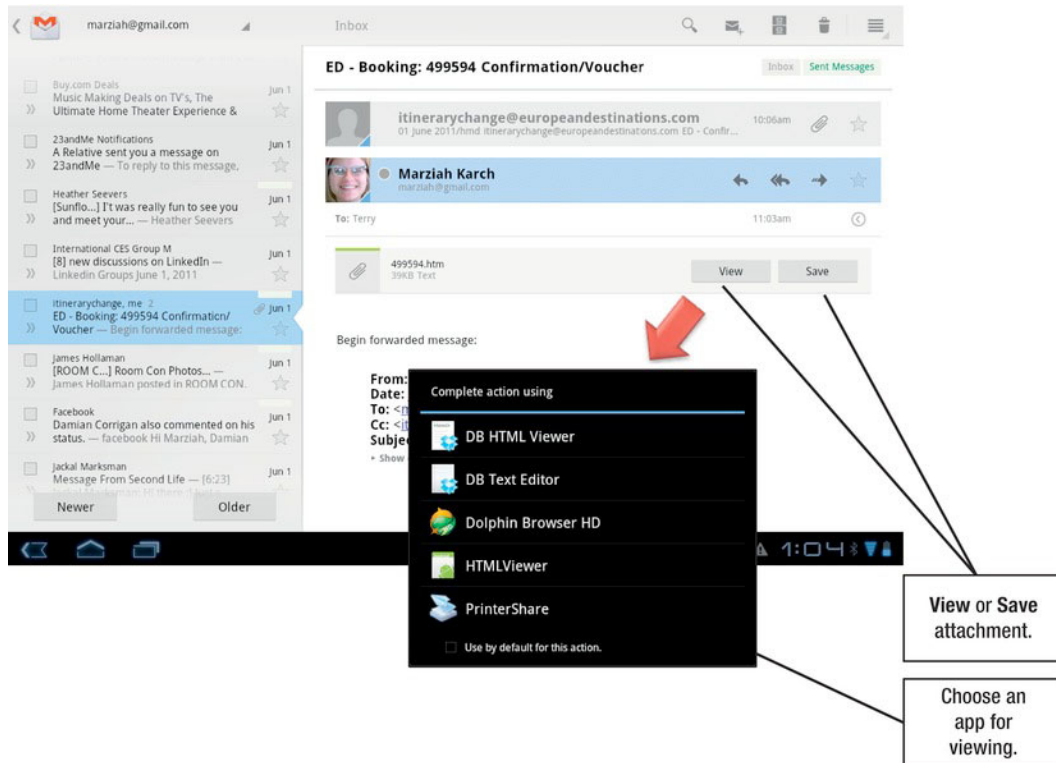 marziah@gmail.com
Inbox
Buy.com Deals
Jun 1
Music Making Deals on TV's, The
Ultimate Home Theater Experience &
23andMe Notifications
Jun 1
A Relative sent you a message on
23andMe — To reply to this message,
Heather Seevers
Jun 1
[Sunflo...] I't was really fun to see you
and meet your... — Heather Seevers
International CES Group M
Jun 1
[8] new discussions on LinkedIn —
Linkedin Groups June 1, 2011
itinerarychange, me 2
Jun 1
ED - Booking: 499594 Confirmation/
Voucher — Begin forwarded message:
James Hollaman
Jun 1
[ROOM C...] Room Con Photos... —
James Hollaman posted in ROOM CON.
Facebook
Jun 1
Damian Corrigan also commented on his
status. — facebook Hi Marziah, Damian
Jackal Marksman
Jun 1
Message From Second Life — [6:23]
Newer
Older
ED - Booking: 499594 Confirmation/Voucher
Inbox
Sent Messages
itinerarychange@europeandestinations.com
10:06am
01 June 2011/hmd itinerarychange@europeandestinations.com ED - Confir...
Marziah Karch
marziah@gmail.com
To: Terry
11:03am
499594.htm
39KB Text
View
Save
Begin forwarded message:
From:
Date:
To: <m
Cc: <it
Subje
Show
Complete action using
DB HTML Viewer
DB Text Editor
Dolphin Browser HD
HTMLViewer
PrinterShare
Use by default for this action.
1:04
View or Save
attachment.
Choose an
app for
viewing.